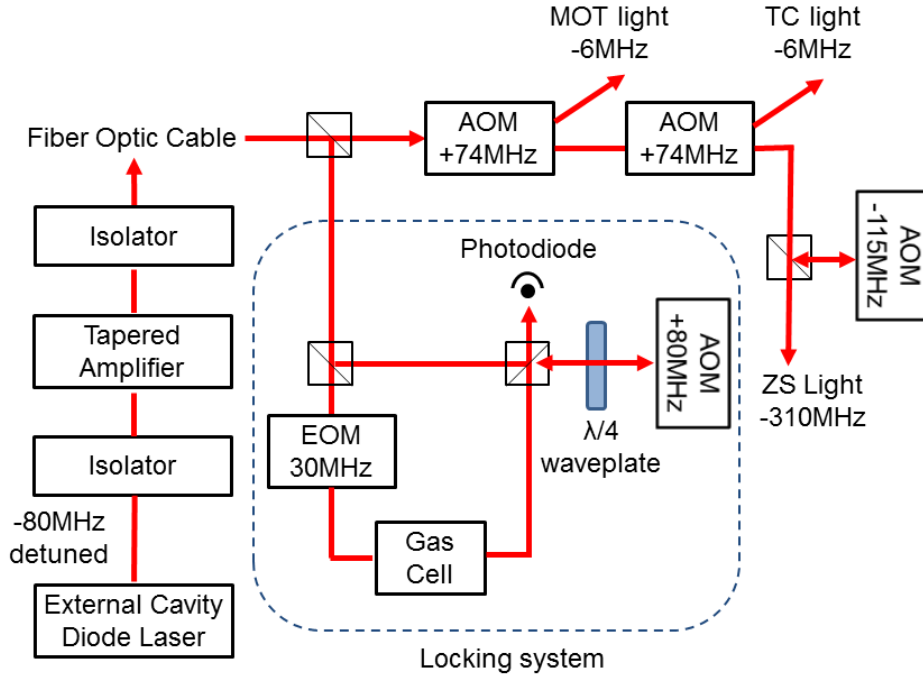 MOT light
-6MHz
TC light
-6MHz
Fiber Optic Cable
AOM
+74MHz
AOM
+74MHz
Isolator
Photodiode
AOM
-115MHz
Tapered
Amplifier
AOM
+80MHz
ZS Light
-310MHz
Isolator
EOM
30MHz
λ/4
waveplate
-80MHz
detuned
Gas
Cell
External Cavity
Diode Laser
Locking system